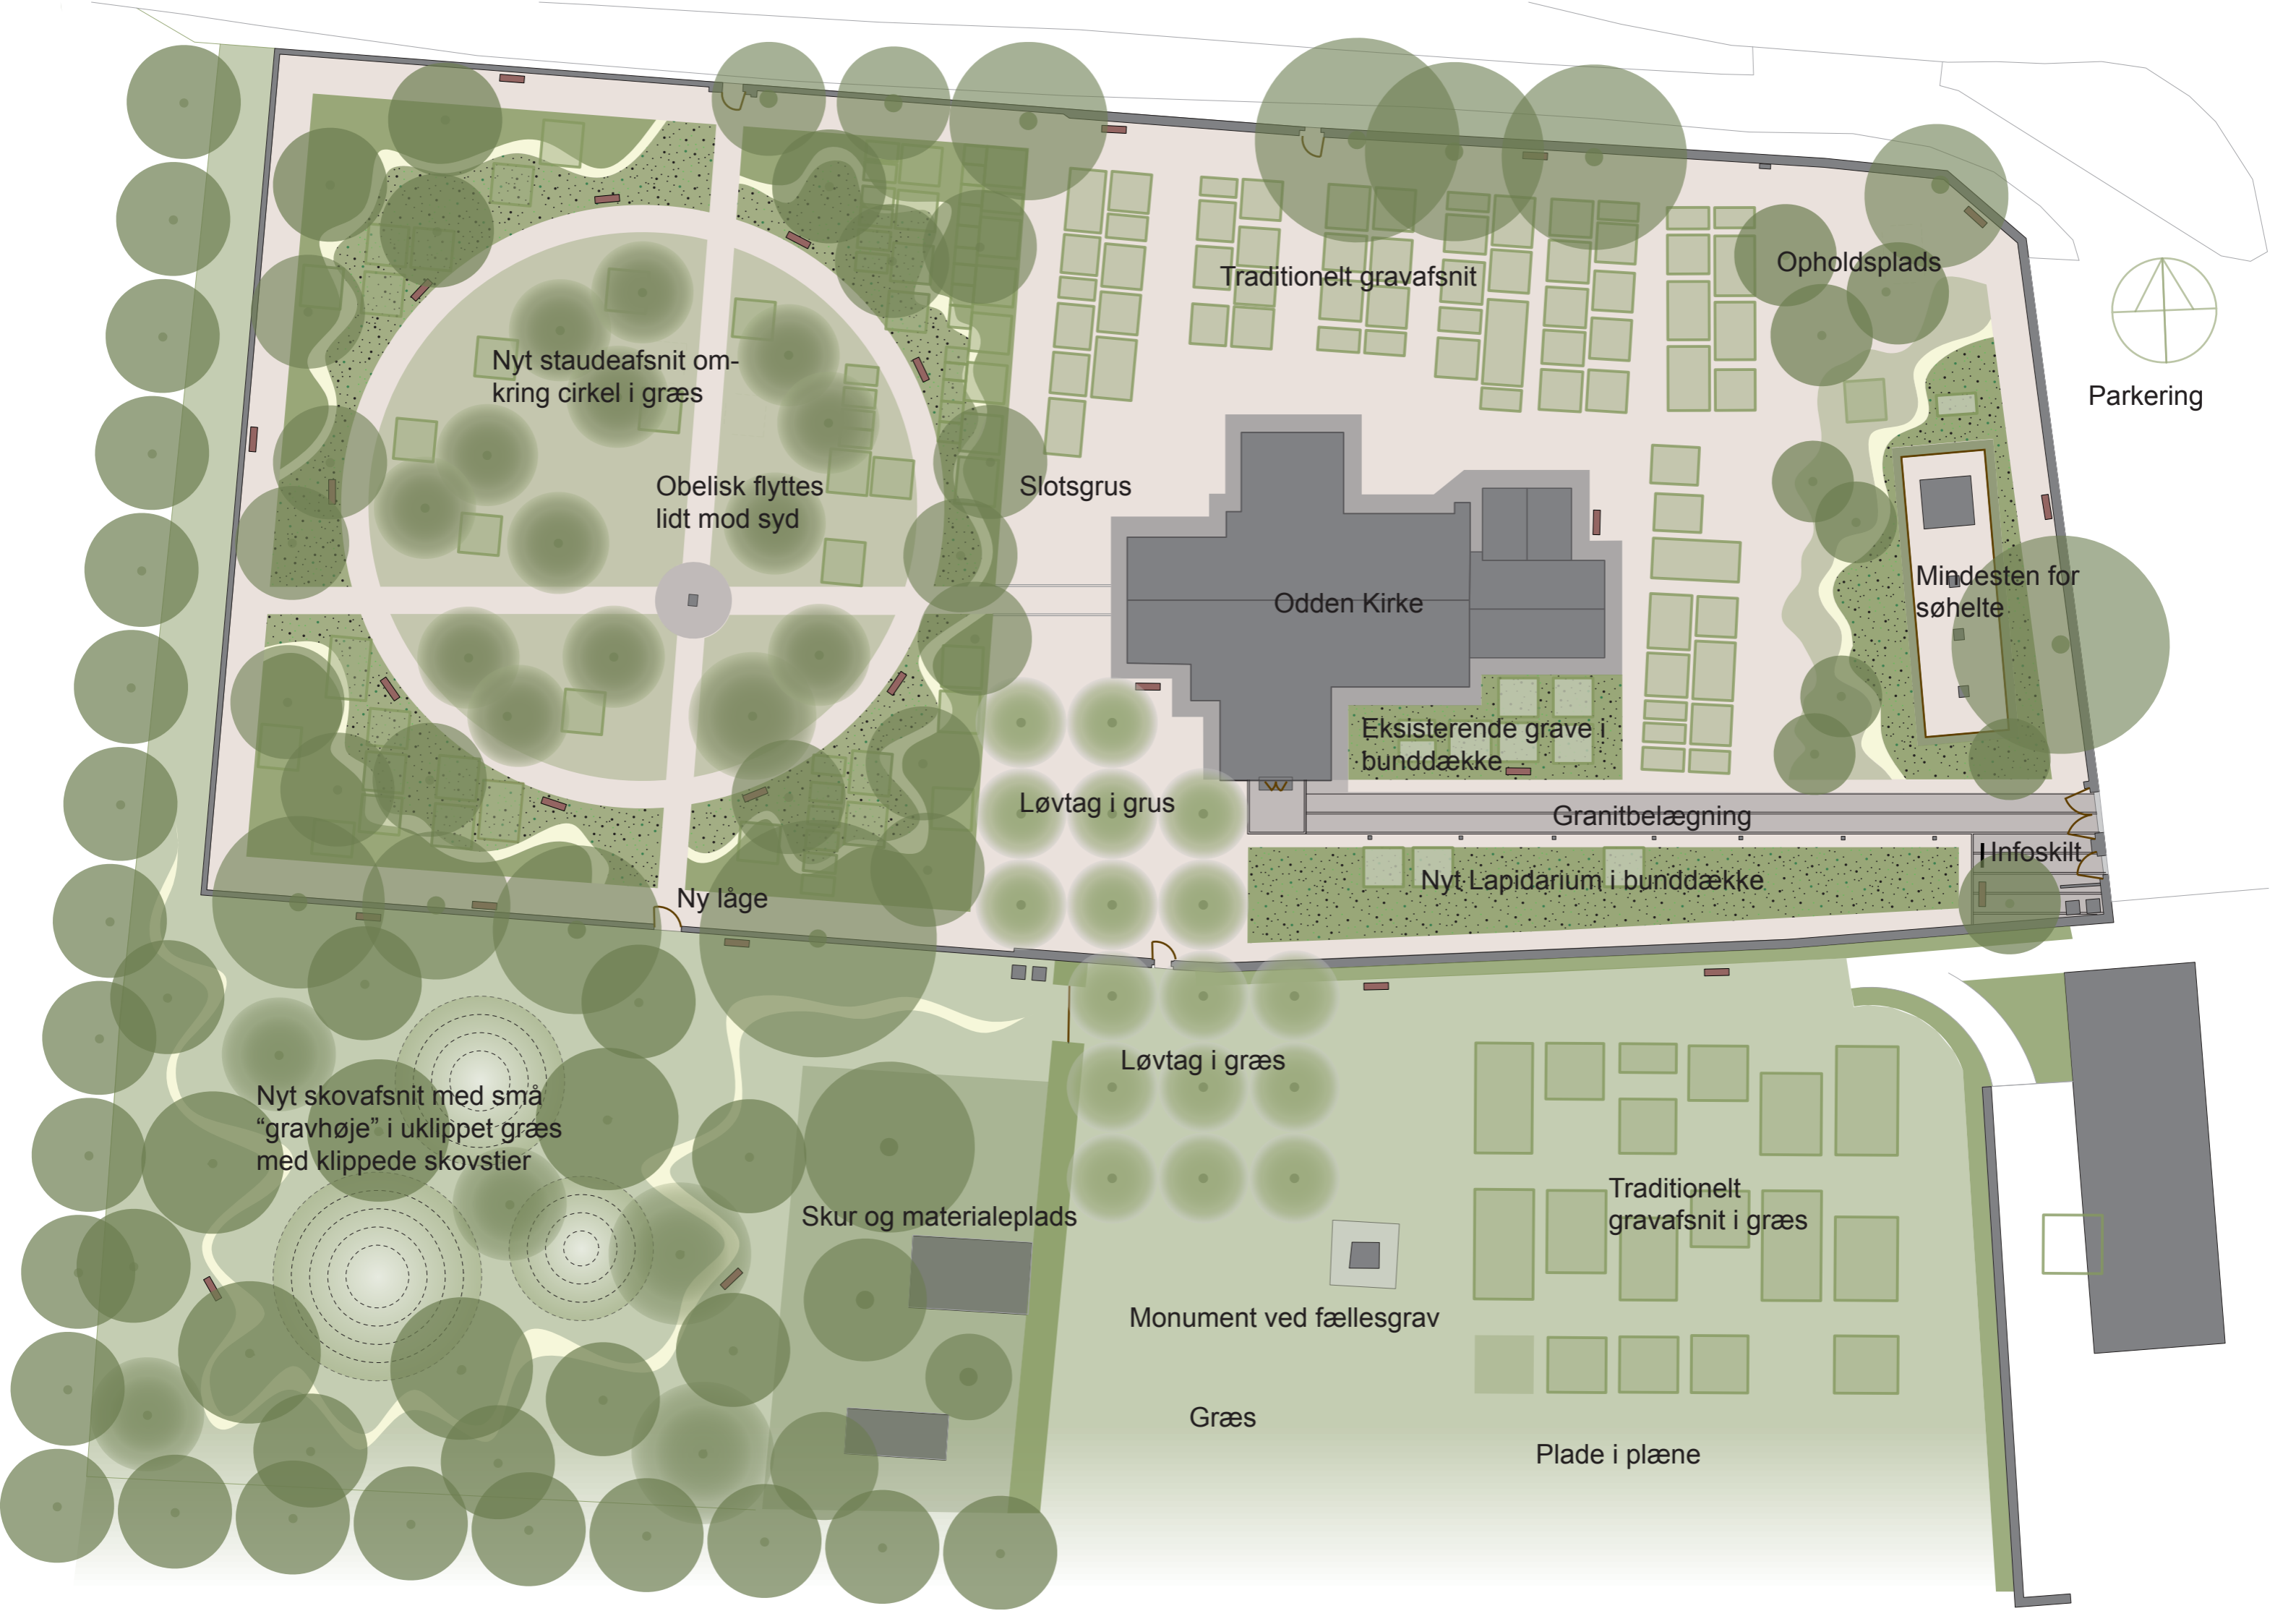 Traditionelt gravafsnit
Opholdsplads
Parkering
Nyt staudeafsnit om-
kring cirkel i græs
Obelisk flyttes
lidt mod syd
Slotsgrus
Odden Kirke
Mindesten for
søhelte
Eksisterende grave i
bunddække
Løvtag i grus
Granitbelægning
Infoskilt
Nyt Lapidarium i bunddække
Ny låge
Løvtag i græs
Nyt skovafsnit med små
“gravhøje” i uklippet græs
med klippede skovstier
Skur og materialeplads
Traditionelt
gravafsnit i græs
Monument ved fællesgrav
Græs
Plade i plæne